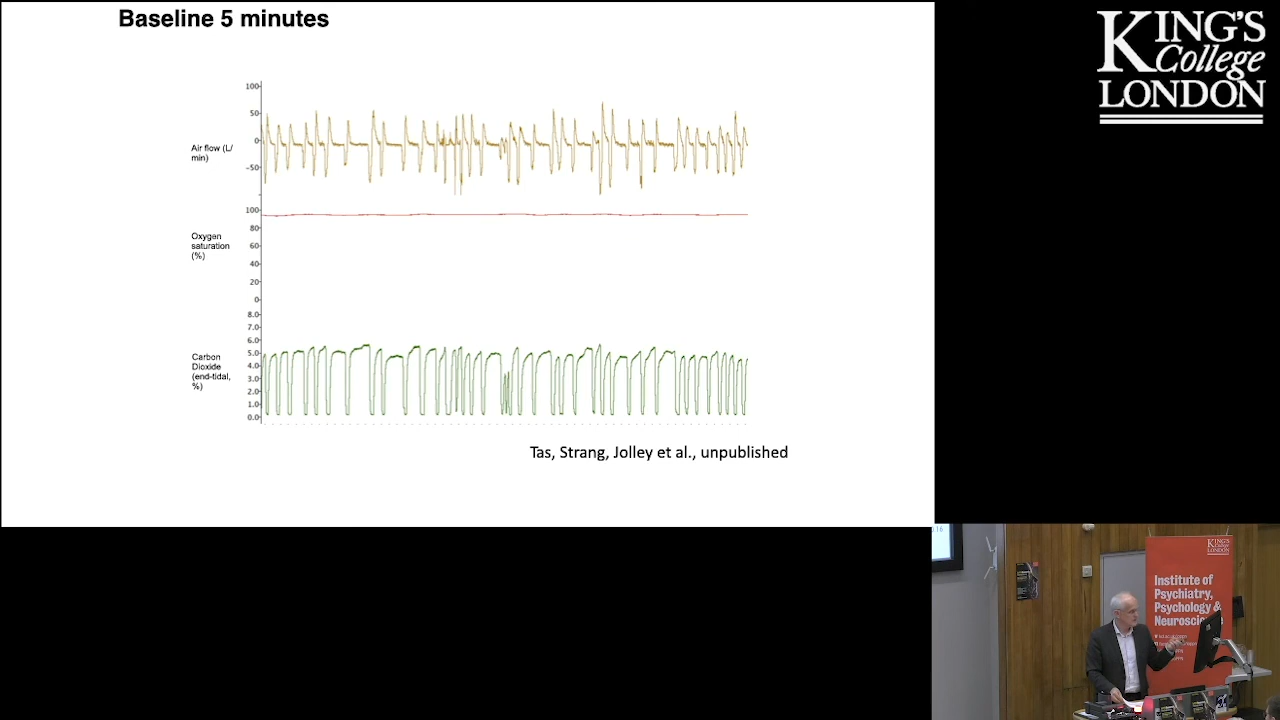 Baseline 5 minutes
100
50
0
−50
Air flow (L/
min)
100
80
60
40
20
0
Oxygen
saturation
(%)
8.0
7.0
6.0
5.0
4.0
3.0
2.0
1.0
0.0
Carbon
Dioxide
(end-tidal,
%)
Tas, Strang, Jolley et al., unpublished
KING'S
College
LONDON
KING'S
College
LONDON
Institute of
Psychiatry,
Psychology &